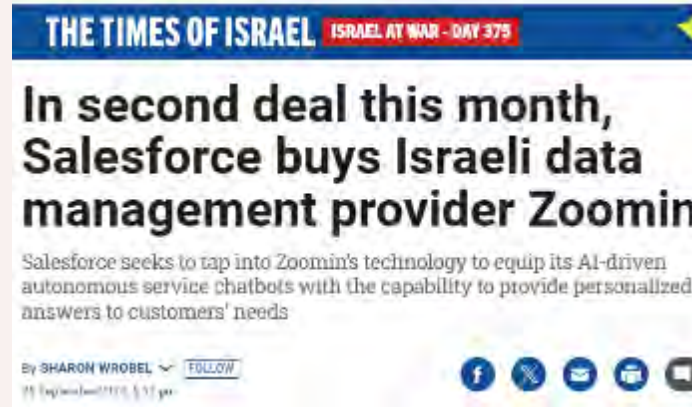 THE TIMES OF ISRAEL ISRAEL AT WAR - DAY 375
In second deal this month,
Salesforce buys Israeli data
management provider Zoomin
Salesforce seeks to tap into Zoomin's technology to equip its AI-driven
autonomous service chatbots with the capability to provide personalized
answers to customers' needs
By SHARON WROBEL FOLLOW
pm